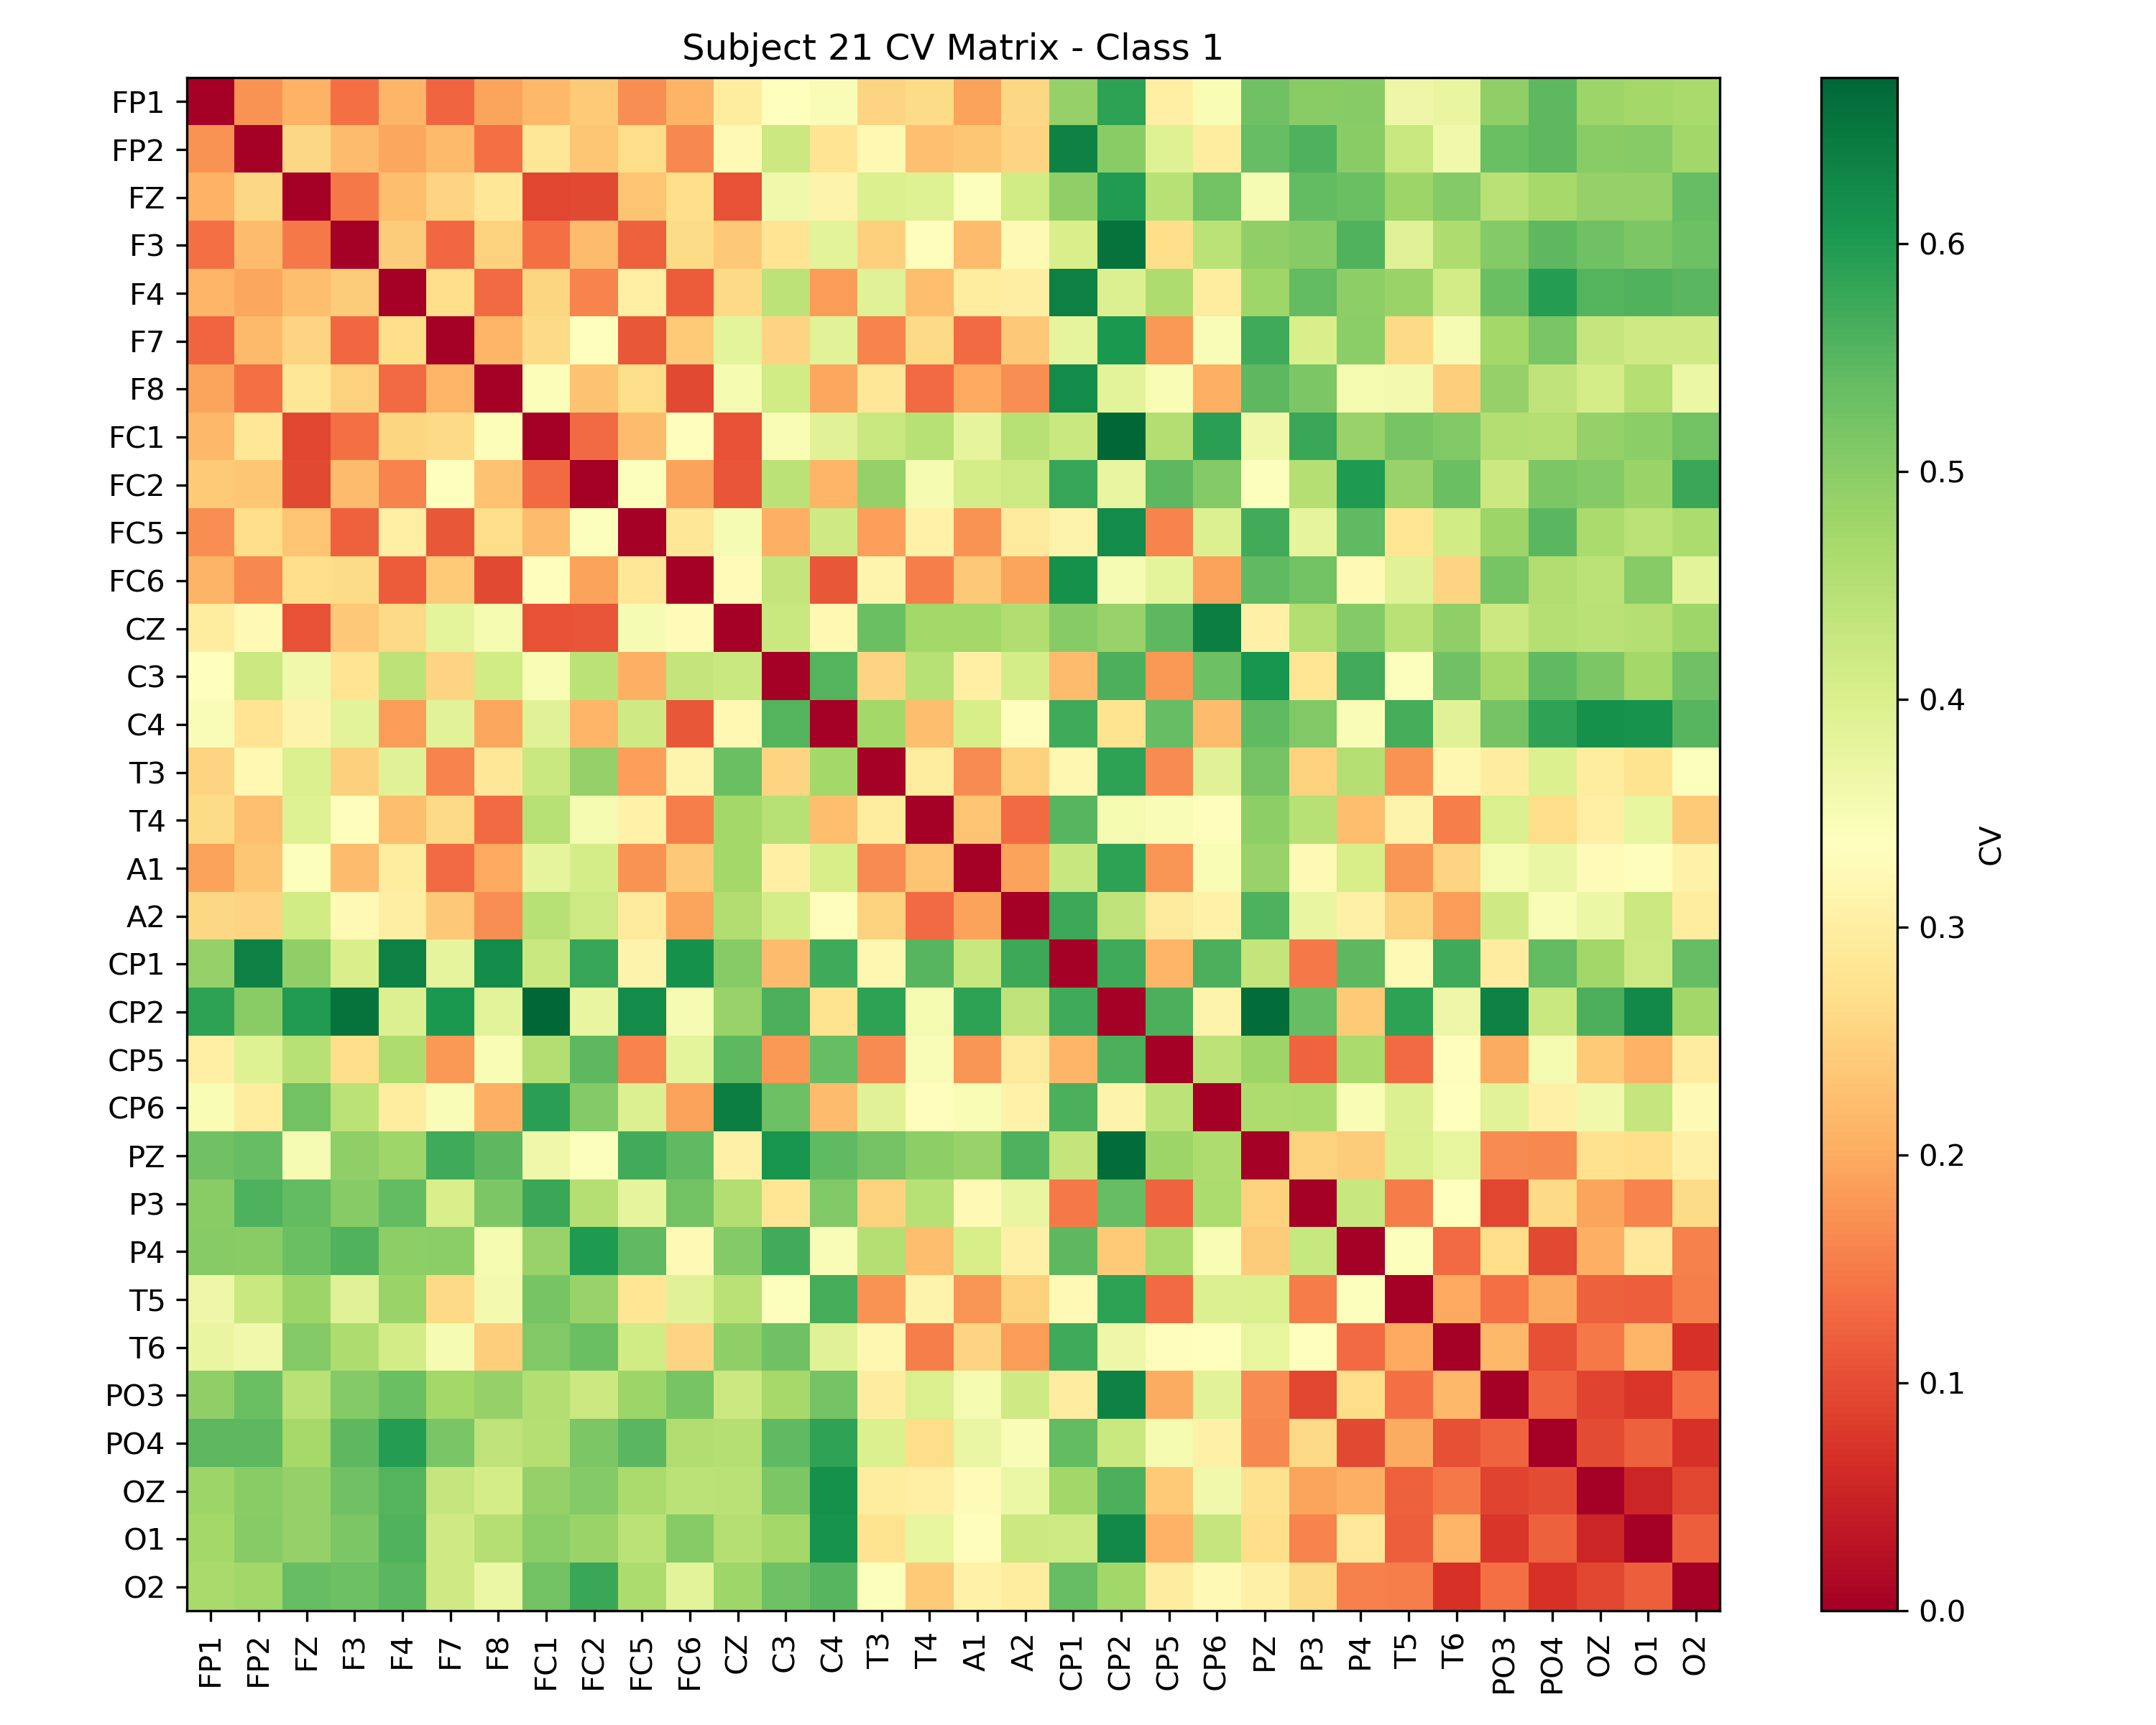 Subject 21 CV Matrix - Class 1
FP1
FP2
FZ
F3
F4
F7
F8
FC1
FC2
FC5
FC6
CZ
C3
C4
T3
T4
A1
A2
CP1
CP2
CP5
CP6
PZ
P3
P4
T5
T6
PO3
PO4
OZ
O1
O2
FP1 FP2 FZ F3 F4 F7 F8 FC1 FC2 FC5 FC6 CZ C3 C4 T3 T4 A1 A2 CP1 CP2 CP5 CP6 PZ P3 P4 T5 T6 PO3 PO4 OZ O1 O2
0.6
0.5
0.4
0.3
0.2
0.1
0.0
CV